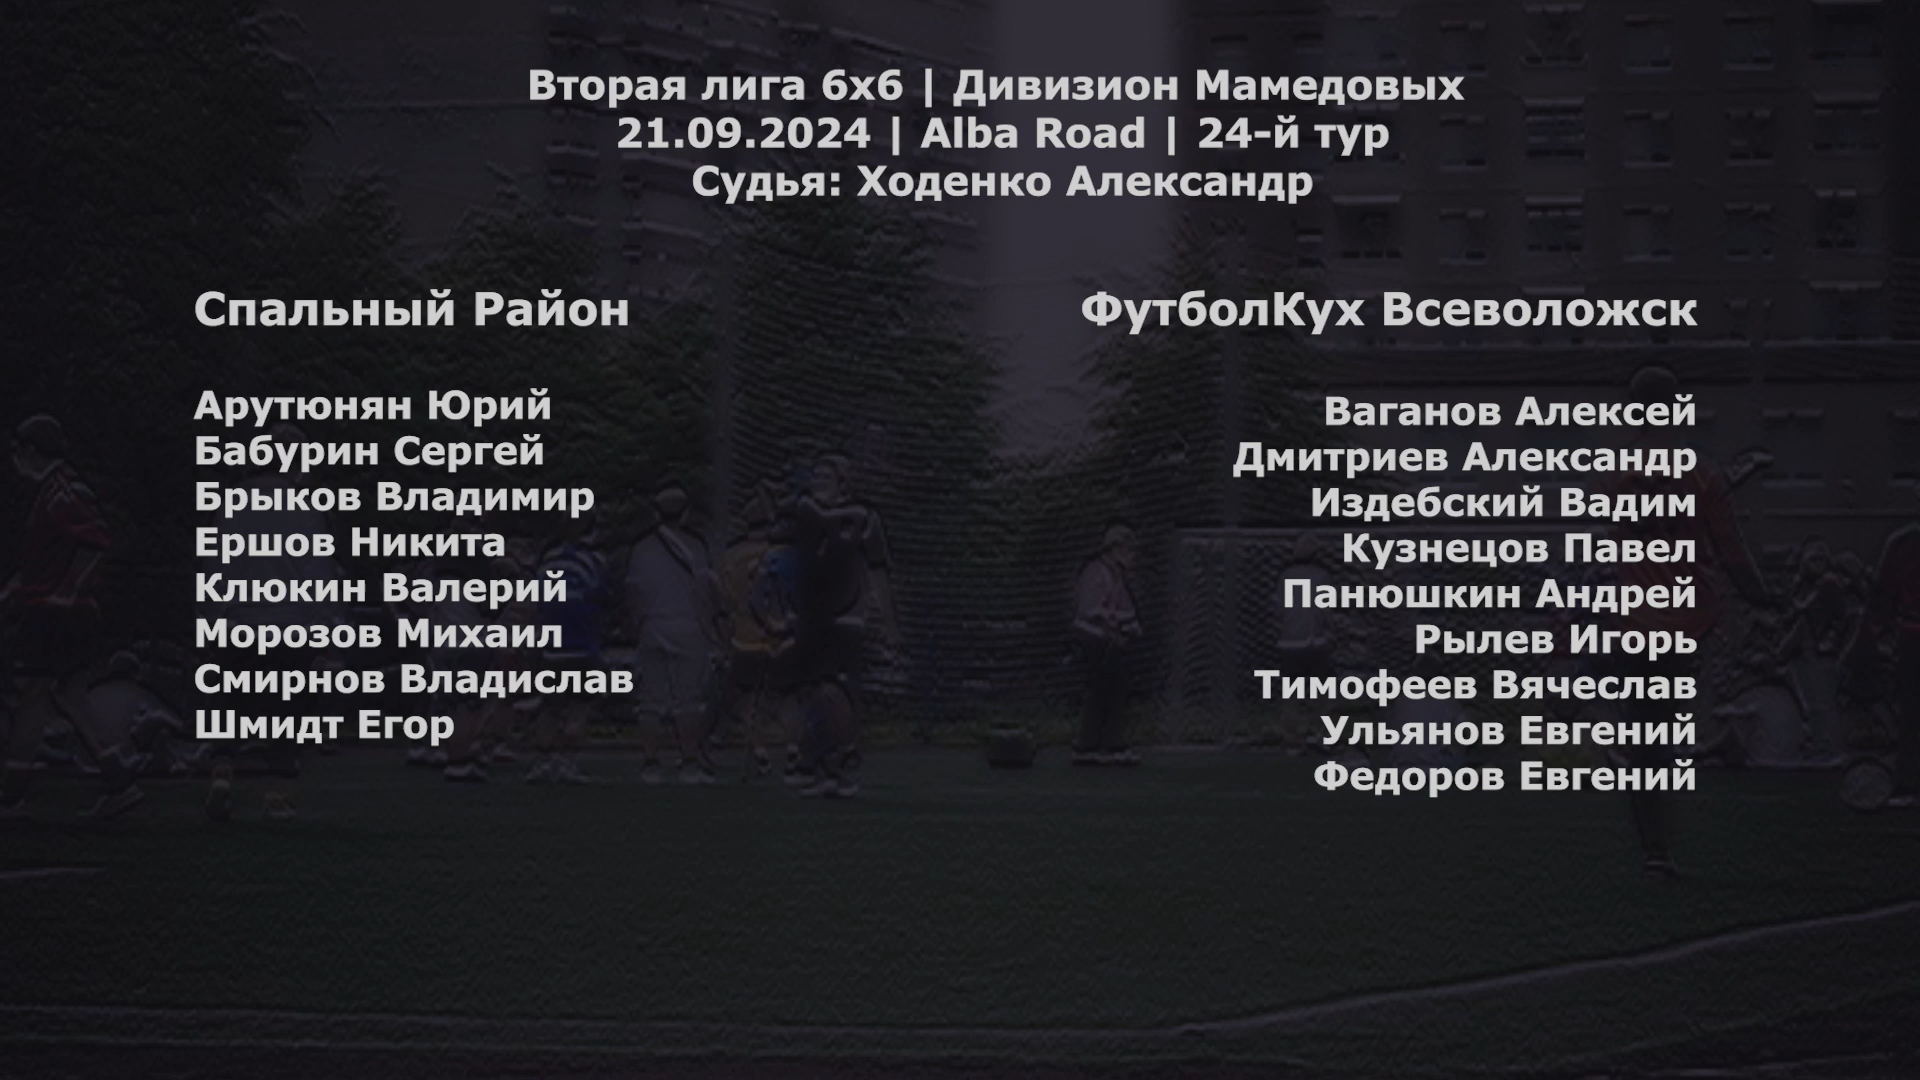 Вторая лига 6х6 | Дивизион Мамедовых
21.09.2024 | Alba Road | 24-й тур
Судья: Ходенко Александр
Спальный Район
Арутюнян Юрий
Бабурин Сергей
Брыков Владимир
Ершов Никита
Клюкин Валерий
Морозов Михаил
Смирнов Владислав
Шмидт Егор
ФутболКух Всеволожск
Ваганов Алексей
Дмитриев Александр
Издебский Вадим
Кузнецов Павел
Панюшкин Андрей
Рылев Игорь
Тимофеев Вячеслав
Ульянов Евгений
Федоров Евгений